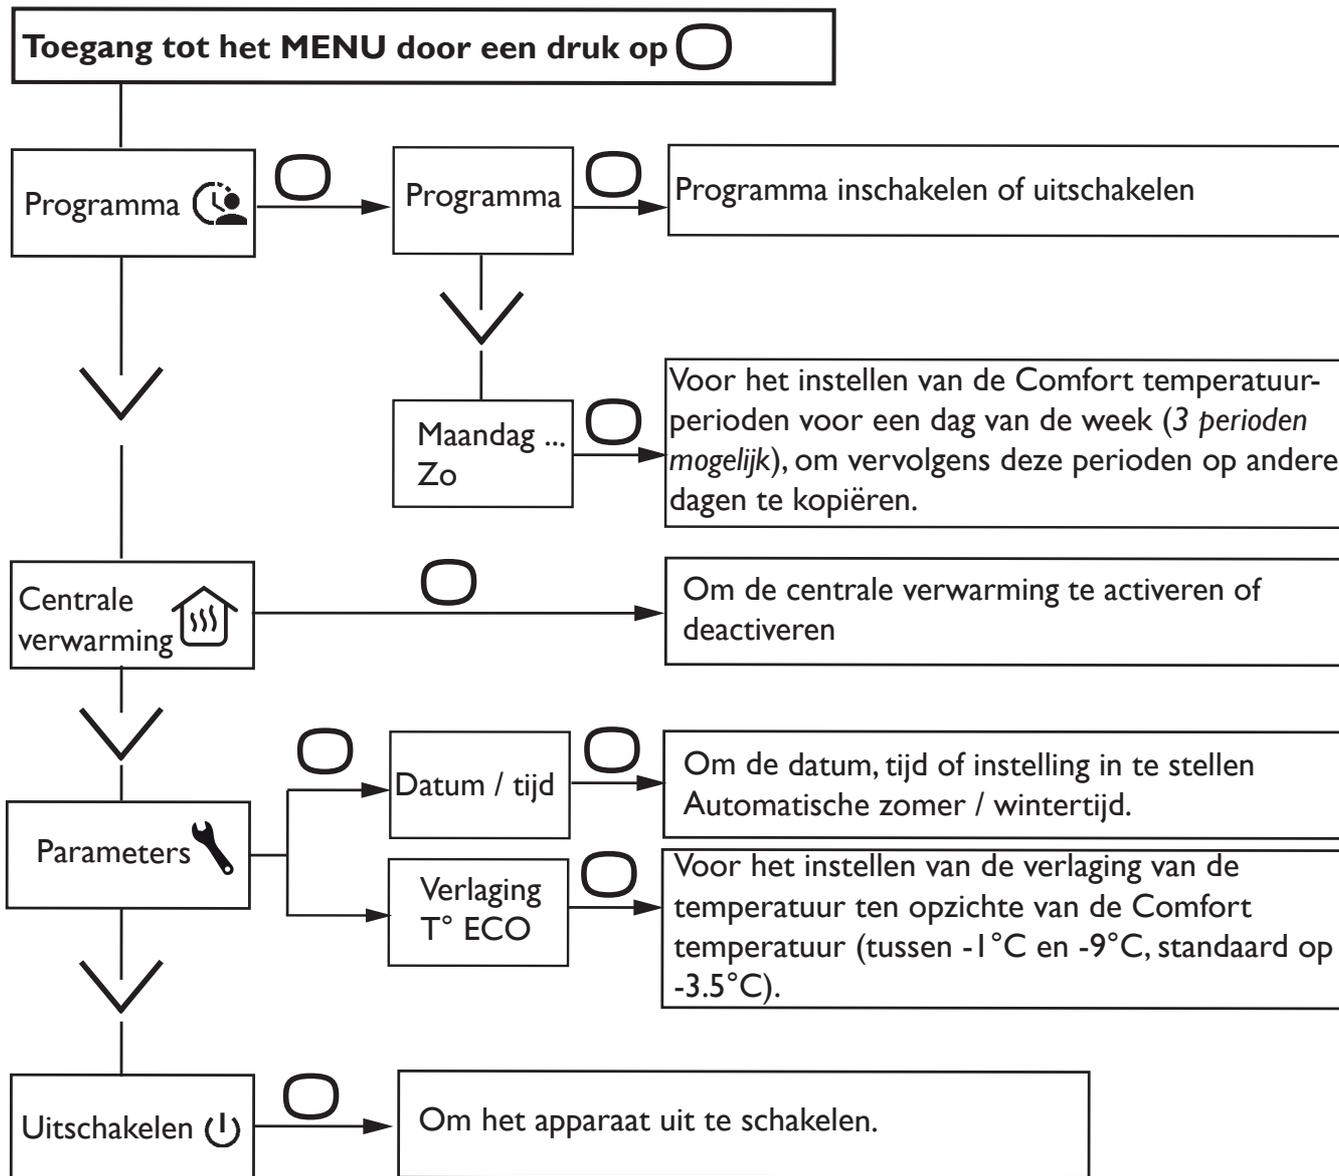 Toegang tot het MENU door een druk op
Programma
Programma
Programma inschakelen of uitschakelen
Maandag ...
Zo
Voor het instellen van de Comfort temperatuur-
perioden voor een dag van de week (3 perioden
mogelijk), om vervolgens deze perioden op andere
dagen te kopiëren.
Centrale
verwarming
Om de centrale verwarming te activeren of
deactiveren
Parameters
Datum / tijd
Om de datum, tijd of instelling in te stellen
Automatische zomer / wintertijd.
Verlaging
T° ECO
Voor het instellen van de verlaging van de
temperatuur ten opzichte van de Comfort
temperatuur (tussen -1°C en -9°C, standaard op
-3.5°C).
Uitschakelen
Om het apparaat uit te schakelen.